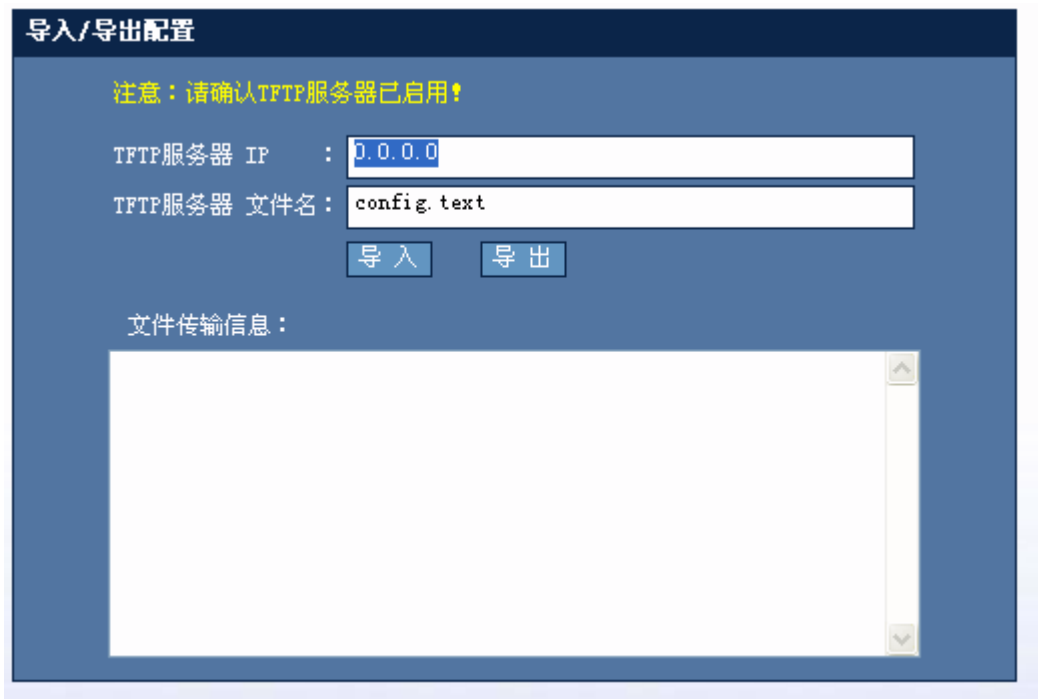 导入/导出配置
注意：请确认TFTP服务器已启用！
TFTP服务器 IP ： 0.0.0.0
TFTP服务器 文件名： config.text
导 入 导 出
文件传输信息：